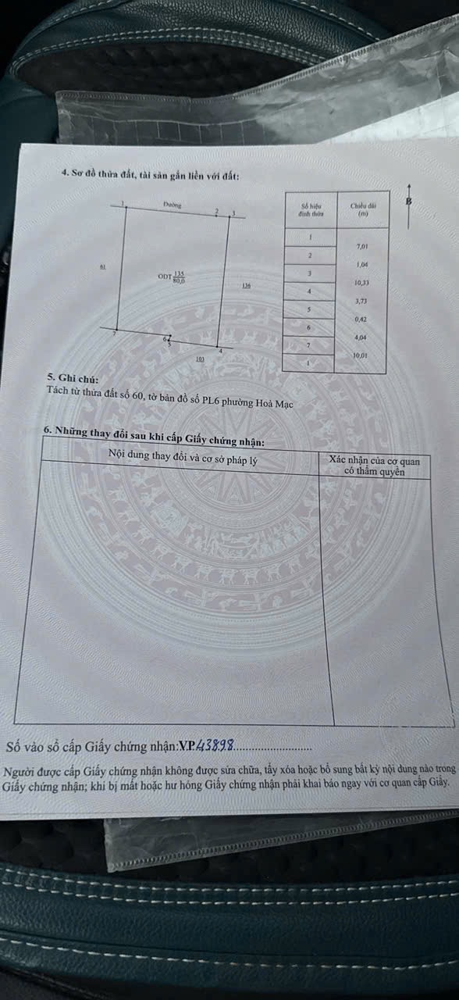 4. Sơ đồ thửa đất, tài sản gắn liền với đất:
1
Đường
2
3
61
ODT 135
80,0
136
7
6
5
4
103
Số hiệu đỉnh thửa
Chiều dài (m)
1
7,01
2
1,04
3
10,33
4
3,73
5
0,42
6
4,04
7
10,01
1
B
5. Ghi chú:
Tách từ thửa đất số 60, tờ bản đồ số PL6 phường Hoà Mạc
6. Những thay đổi sau khi cấp Giấy chứng nhận:
Nội dung thay đổi và cơ sở pháp lý
Xác nhận của cơ quan
có thẩm quyền
Số vào sổ cấp Giấy chứng nhận:VP.43898..........................
Người được cấp Giấy chứng nhận không được sửa chữa, tẩy xóa hoặc bổ sung bất kỳ nội dung nào trong
Giấy chứng nhận; khi bị mất hoặc hư hỏng Giấy chứng nhận phải khai báo ngay với cơ quan cấp Giấy.